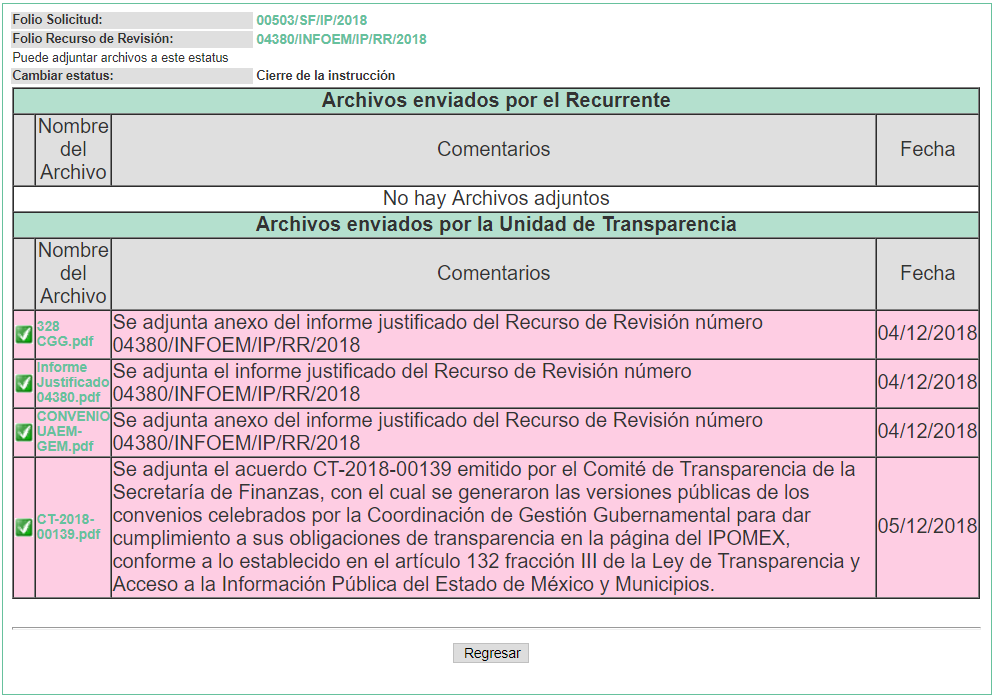 Folio Solicitud: 00503/SF/IP/2018
Folio Recurso de Revisión: 04380/INFOEM/IP/RR/2018
Puede adjuntar archivos a este estatus
Cambiar estatus: Cierre de la instrucción
Archivos enviados por el Recurrente
Nombre
del
Archivo
Comentarios
Fecha
No hay Archivos adjuntos
Archivos enviados por la Unidad de Transparencia
Nombre
del
Archivo
Comentarios
Fecha
328
CGG.pdf
Se adjunta anexo del informe justificado del Recurso de Revisión número
04380/INFOEM/IP/RR/2018
04/12/2018
Informe
Justificado
04380.pdf
Se adjunta el informe justificado del Recurso de Revisión número
04380/INFOEM/IP/RR/2018
04/12/2018
CONVENIO
UAEM-
GEM.pdf
Se adjunta anexo del informe justificado del Recurso de Revisión número
04380/INFOEM/IP/RR/2018
04/12/2018
CT-2018-
00139.pdf
Se adjunta el acuerdo CT-2018-00139 emitido por el Comité de Transparencia de la
Secretaría de Finanzas, con el cual se generaron las versiones públicas de los
convenios celebrados por la Coordinación de Gestión Gubernamental para dar
cumplimiento a sus obligaciones de transparencia en la página del IPOMEX,
conforme a lo establecido en el artículo 132 fracción III de la Ley de Transparencia y
Acceso a la Información Pública del Estado de México y Municipios.
05/12/2018
Regresar